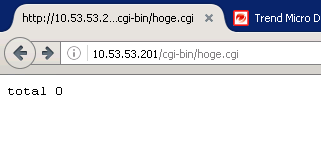 http://10.53.53.2...cgi-bin/hoge.cgi
Trend Micro D
10.53.53.201/cgi-bin/hoge.cgi
total 0